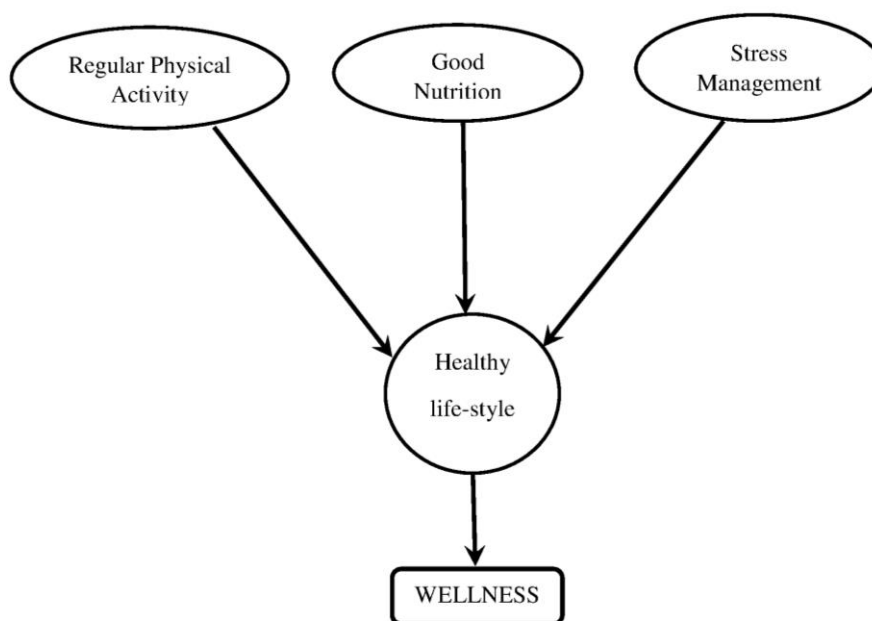 Regular Physical
Activity
Good
Nutrition
Stress
Management
Healthy
life-style
WELLNESS